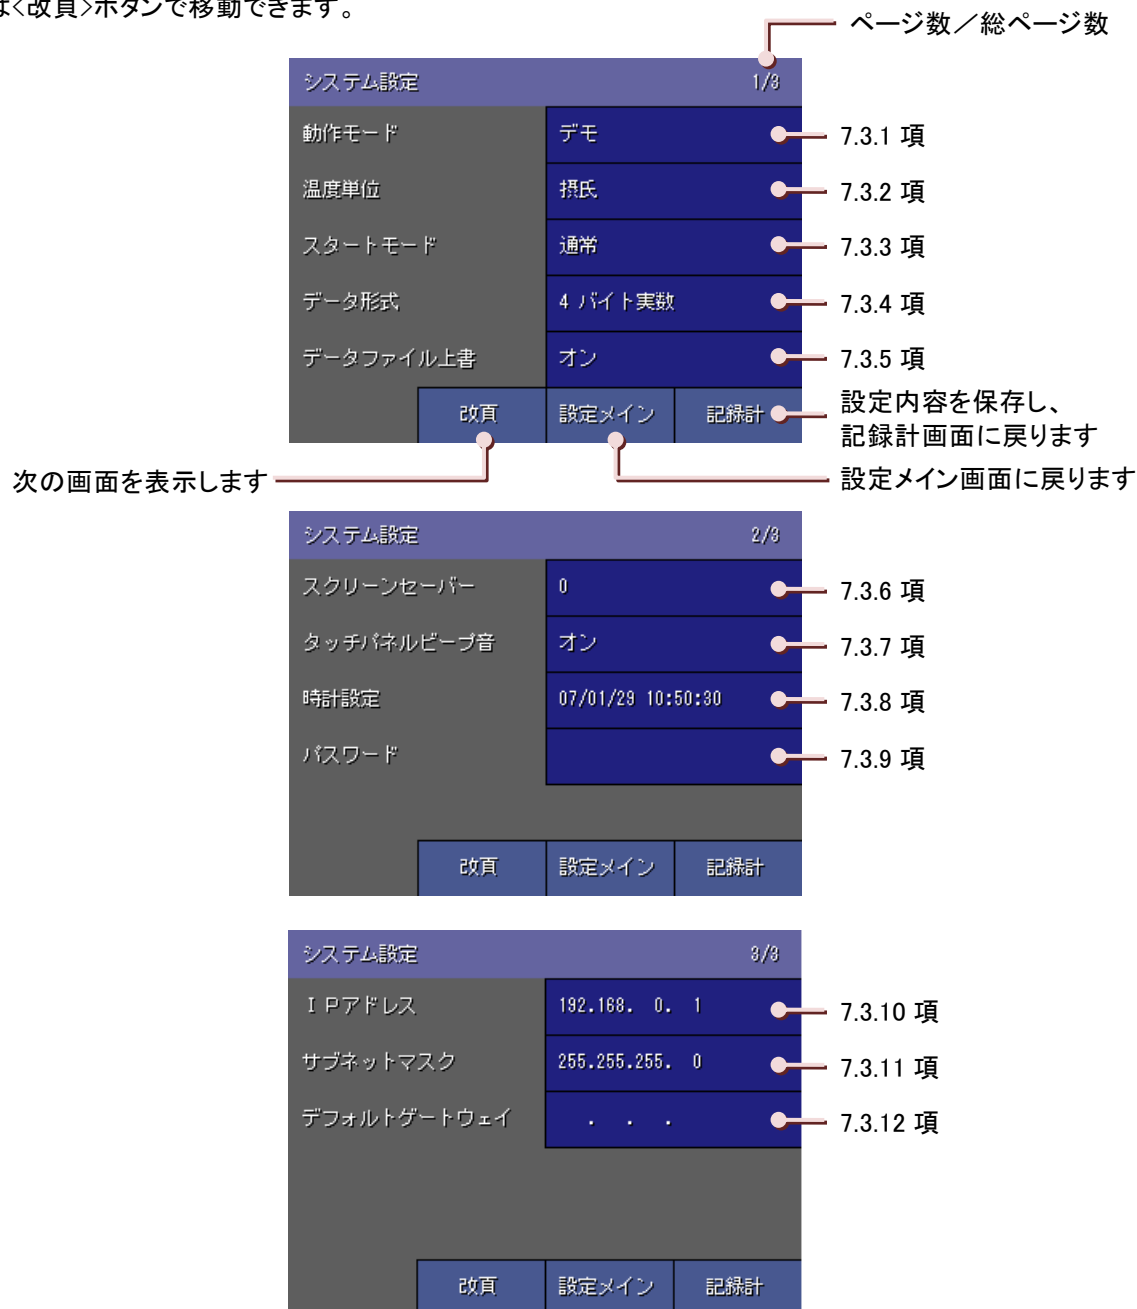 は<改頁>ボタンで移動できます。
ページ数／総ページ数
システム設定 1/3
動作モード デモ 7.3.1 項
温度単位 摂氏 7.3.2 項
スタートモード 通常 7.3.3 項
データ形式 4 バイト実数 7.3.4 項
データファイル上書 オン 7.3.5 項
改頁 設定メイン 記録計
設定内容を保存し、
記録計画面に戻ります
次の画面を表示します
設定メイン画面に戻ります
システム設定 2/3
スクリーンセーバー 0 7.3.6 項
タッチパネルビープ音 オン 7.3.7 項
時計設定 07/01/29 10:50:30 7.3.8 項
パスワード 7.3.9 項
改頁 設定メイン 記録計
システム設定 3/3
ＩＰアドレス 192.168. 0. 1 7.3.10 項
サブネットマスク 255.255.255. 0 7.3.11 項
デフォルトゲートウェイ . . . 7.3.12 項
改頁 設定メイン 記録計